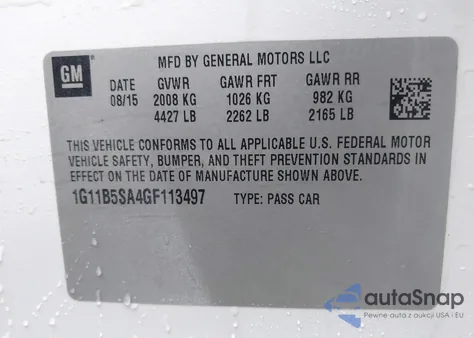 GM
MFD BY GENERAL MOTORS LLC
DATE GVWR GAWR FRT GAWR RR
08/15 2008 KG 1026 KG 982 KG
4427 LB 2262 LB 2165 LB
THIS VEHICLE CONFORMS TO ALL APPLICABLE U.S. FEDERAL MOTOR
VEHICLE SAFETY, BUMPER, AND THEFT PREVENTION STANDARDS IN
EFFECT ON THE DATE OF MANUFACTURE SHOWN ABOVE.
1G11B5SA4GF113497 TYPE: PASS CAR
autaSnap
Pewne auta z aukcji USA i EU